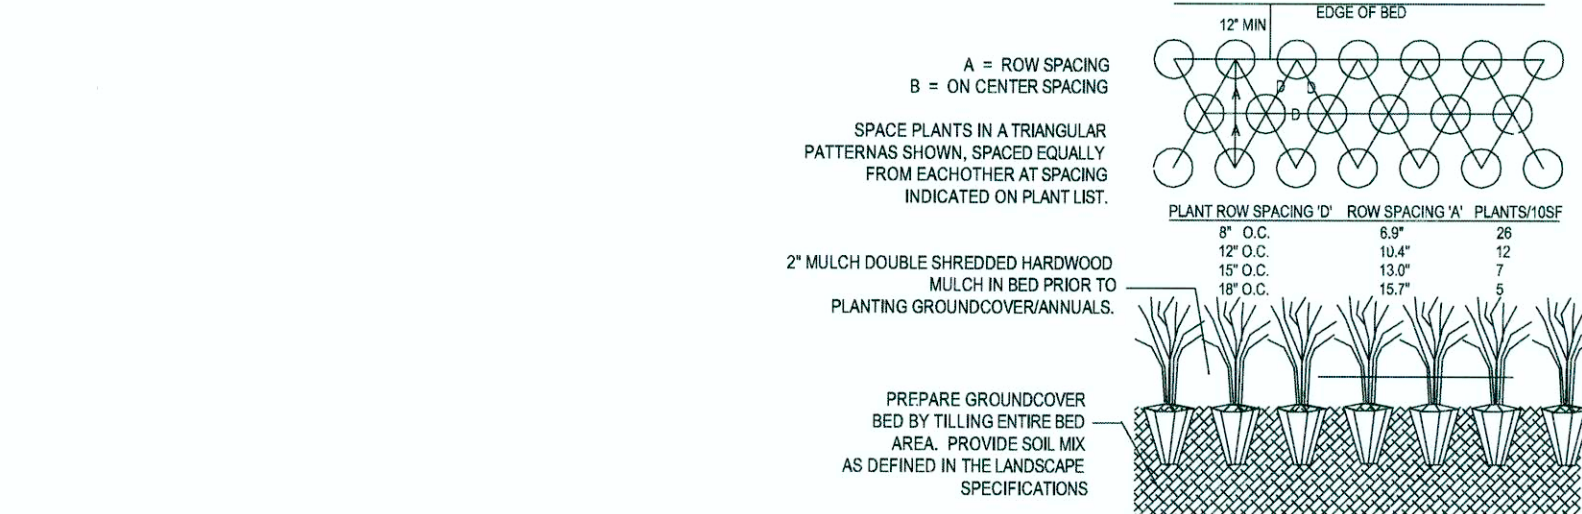 EDGE OF BED
12" MIN
A = ROW SPACING
B = ON CENTER SPACING
D D
A
D
A
SPACE PLANTS IN A TRIANGULAR
PATTERNAS SHOWN, SPACED EQUALLY
FROM EACHOTHER AT SPACING
INDICATED ON PLANT LIST.
PLANT ROW SPACING 'D' ROW SPACING 'A' PLANTS/10SF
8" O.C. 6.9" 26
12" O.C. 10.4" 12
15" O.C. 13.0" 7
18" O.C. 15.7" 5
2" MULCH DOUBLE SHREDDED HARDWOOD
MULCH IN BED PRIOR TO
PLANTING GROUNDCOVER/ANNUALS.
PREPARE GROUNDCOVER
BED BY TILLING ENTIRE BED
AREA. PROVIDE SOIL MIX
AS DEFINED IN THE LANDSCAPE
SPECIFICATIONS